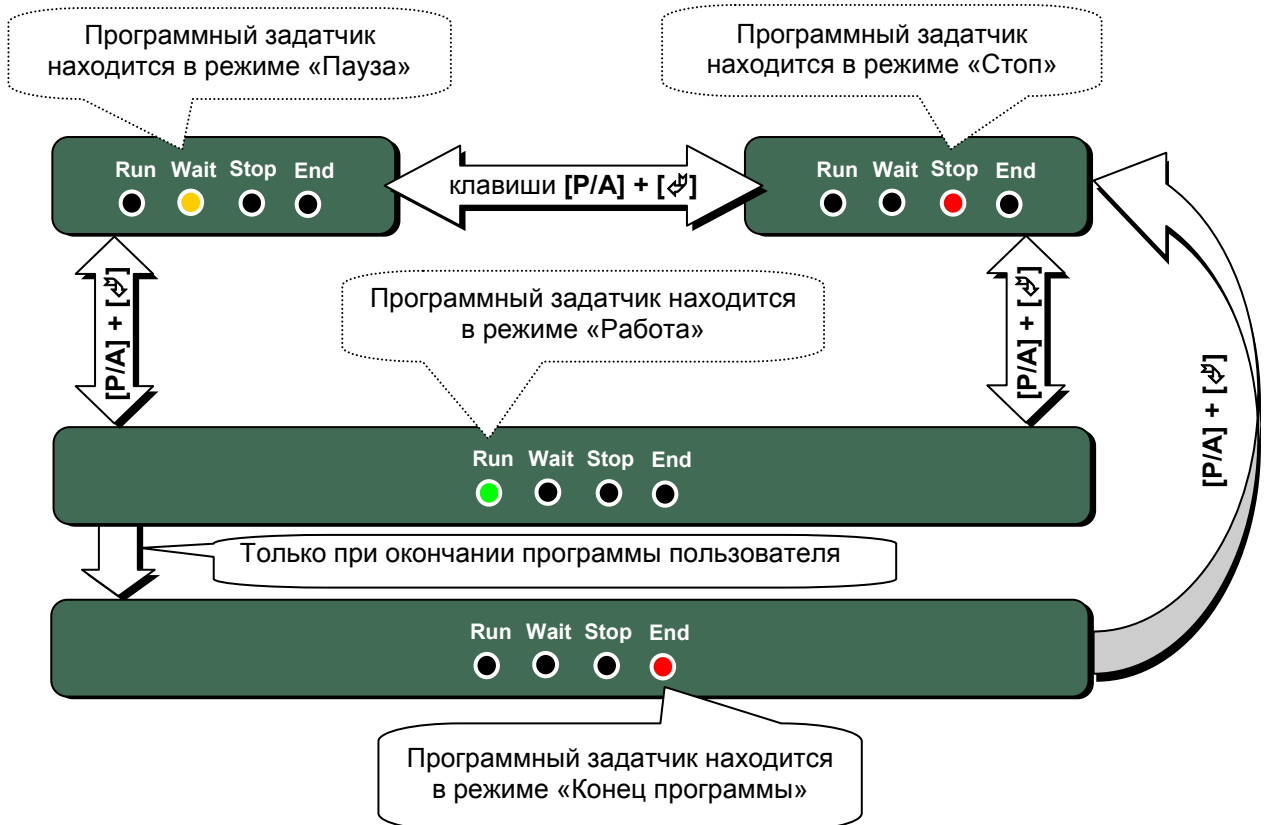 Программный задатчик
находится в режиме «Пауза»
Программный задатчик
находится в режиме «Стоп»
Run Wait Stop End
клавиши [P/A] + [↵]
Run Wait Stop End
[P/A] + [↵]
Программный задатчик находится
в режиме «Работа»
[P/A] + [↵]
[P/A] + [↵]
Run Wait Stop End
Только при окончании программы пользователя
Run Wait Stop End
Программный задатчик находится
в режиме «Конец программы»